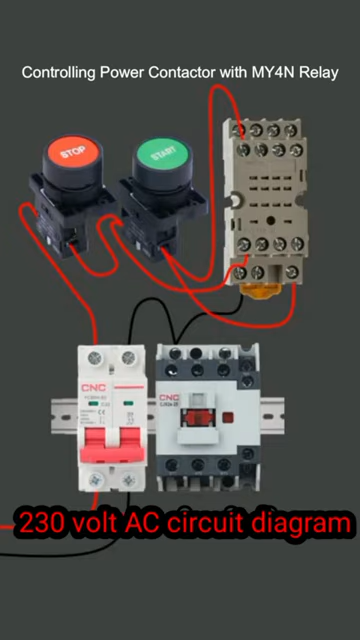 Controlling Power Contactor with MY4N Relay
STOP
START
CNC
CNC
230 volt AC circuit diagram